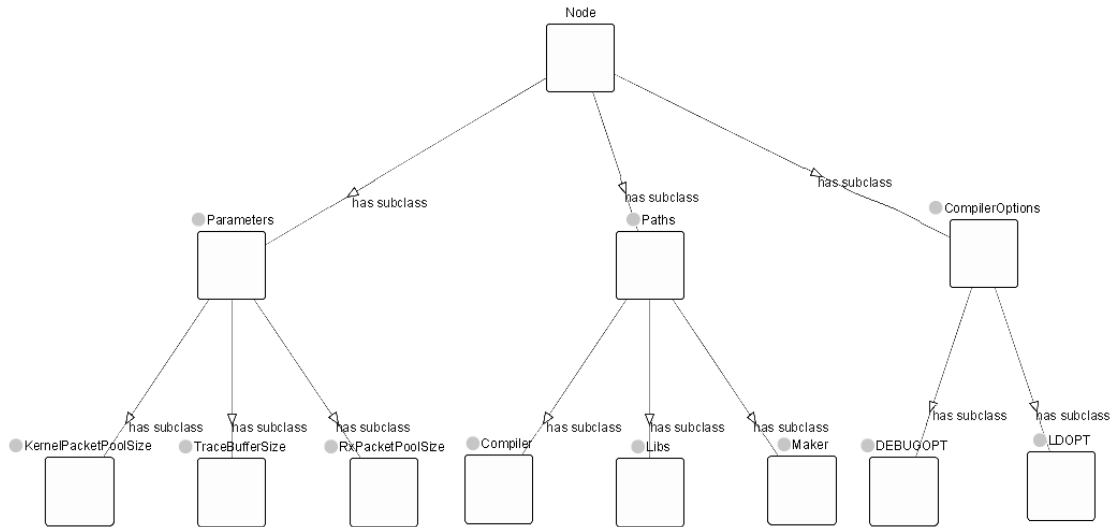 Node
has subclass
has subclass
has subclass
Parameters
Paths
CompilerOptions
has subclass
has subclass
has subclass
has subclass
has subclass
has subclass
has subclass
has subclass
KernelPacketPoolSize
TraceBufferSize
RxPacketPoolSize
Compiler
Libs
Maker
DEBUGOPT
LDOPT